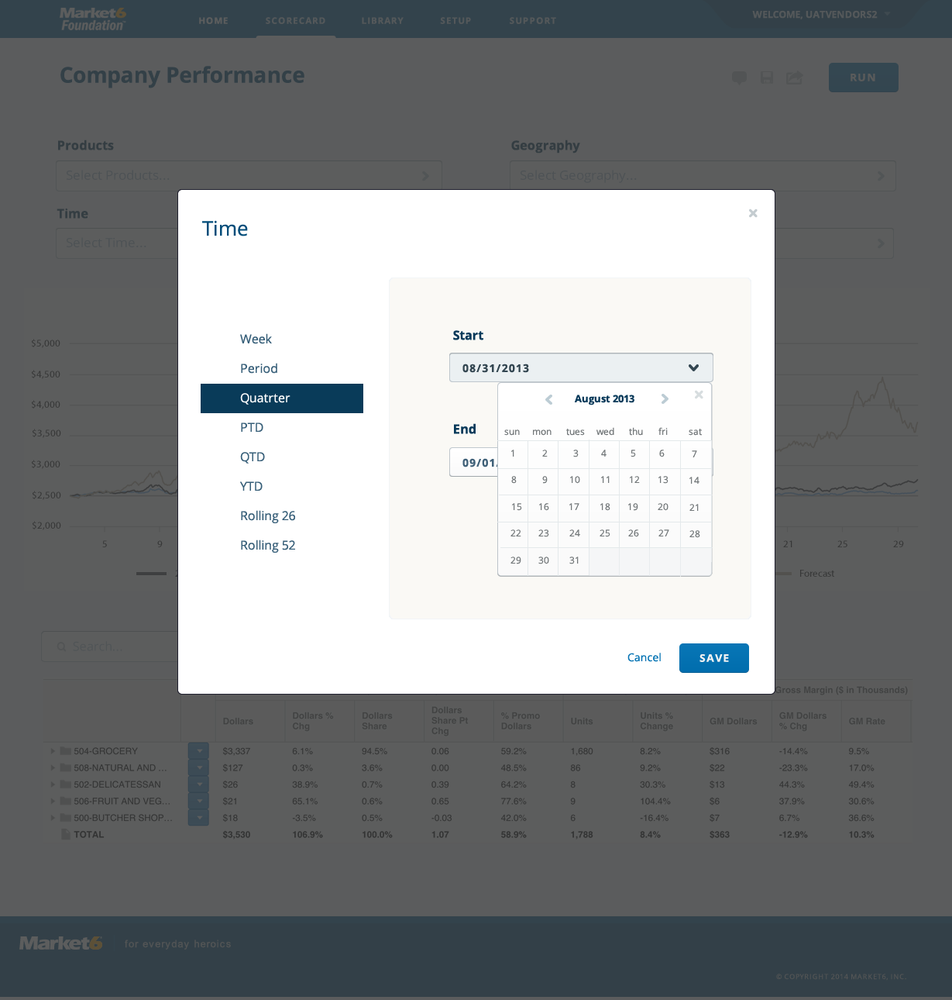 Market6
Foundation
HOME SCORECARD LIBRARY SETUP SUPPORT
WELCOME, UATVENDORS2
Company Performance
RUN
Products
Geography
Select Products...
Select Geography...
Time
Select Time...
Time
Week
Period
Quatrter
PTD
QTD
YTD
Rolling 26
Rolling 52
Start
08/31/2013
August 2013
sun mon tues wed thu fri sat
1 2 3 4 5 6 7
8 9 10 11 12 13 14
15 16 17 18 19 20 21
22 23 24 25 26 27 28
29 30 31
End
09/01/
Cancel
SAVE
$5,000
$4,500
$4,000
$3,500
$3,000
$2,500
$2,000
5 9 21 25 29
Forecast
Search...
Gross Margin ($ in Thousands)
Dollars Dollars % Chg Dollars Share Dollars Share Pt Chg % Promo Dollars Units Units % Change GM Dollars GM Dollars % Chg GM Rate
504-GROCERY $3,337 6.1% 94.5% 0.06 59.2% 1,680 8.2% $316 -14.4% 9.5%
508-NATURAL AND ... $127 0.3% 3.6% 0.00 48.5% 86 9.2% $22 -23.3% 17.0%
502-DELICATESSAN $26 38.9% 0.7% 0.39 64.2% 8 30.3% $13 44.3% 49.4%
506-FRUIT AND VEG... $21 65.1% 0.6% 0.65 77.6% 9 104.4% $6 37.9% 30.6%
500-BUTCHER SHOP... $18 -3.5% 0.5% -0.03 42.0% 6 -16.4% $7 6.7% 36.6%
TOTAL $3,530 106.9% 100.0% 1.07 58.9% 1,788 8.4% $363 -12.9% 10.3%
Market6 for everyday heroics
© COPYRIGHT 2014 MARKET6, INC.